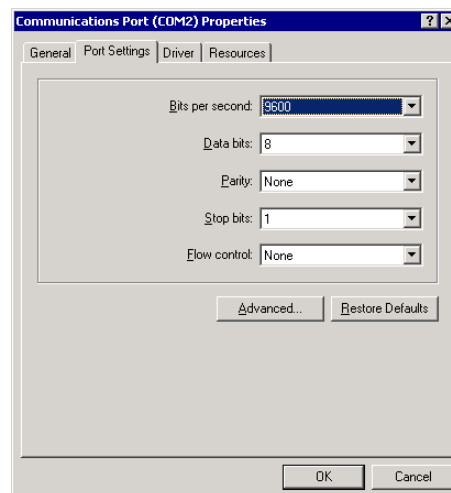 Communications Port (COM2) Properties
General Port Settings Driver Resources
Bits per second: 9600
Data bits: 8
Parity: None
Stop bits: 1
Flow control: None
Advanced... Restore Defaults
OK Cancel